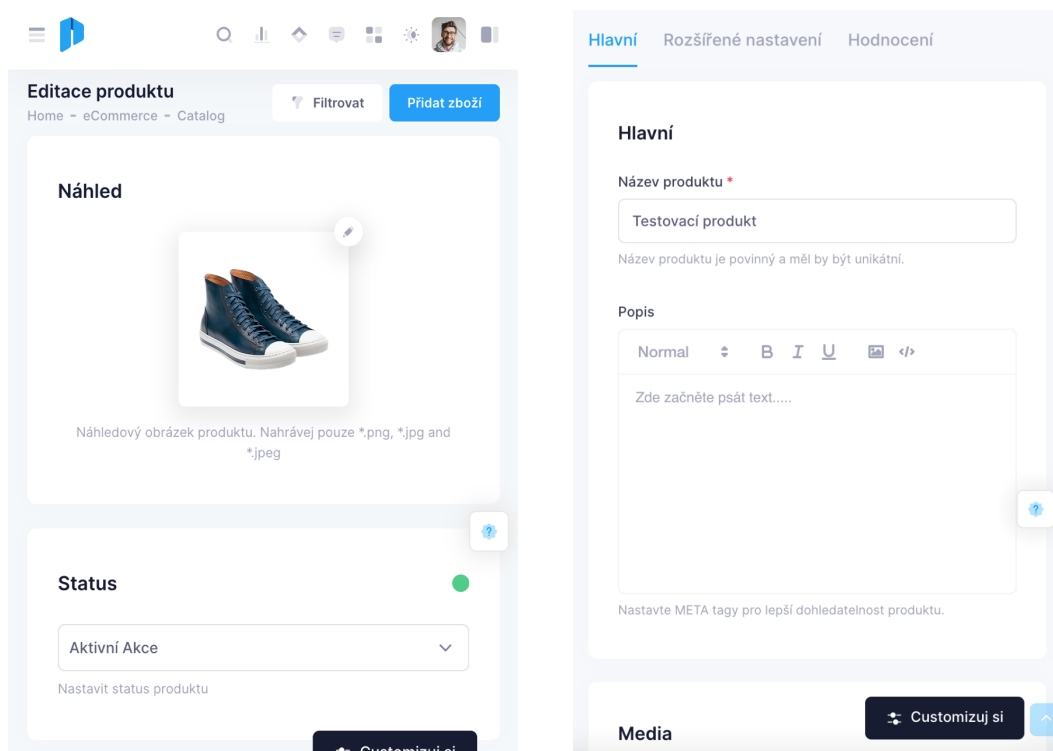 Editace produktu
Home - eCommerce - Catalog
Filtrovat
Přidat zboží
Náhled
Náhledový obrázek produktu. Nahrávej pouze *.png, *.jpg and
*.jpeg
Status
Aktivní Akce
Nastavit status produktu
Customizuj si
Hlavní
Rozšířené nastavení
Hodnocení
Hlavní
Název produktu *
Testovací produkt
Název produktu je povinný a měl by být unikátní.
Popis
Normal B I U </>
Zde začněte psát text.....
Nastavte META tagy pro lepší dohledatelnost produktu.
Media
Customizuj si